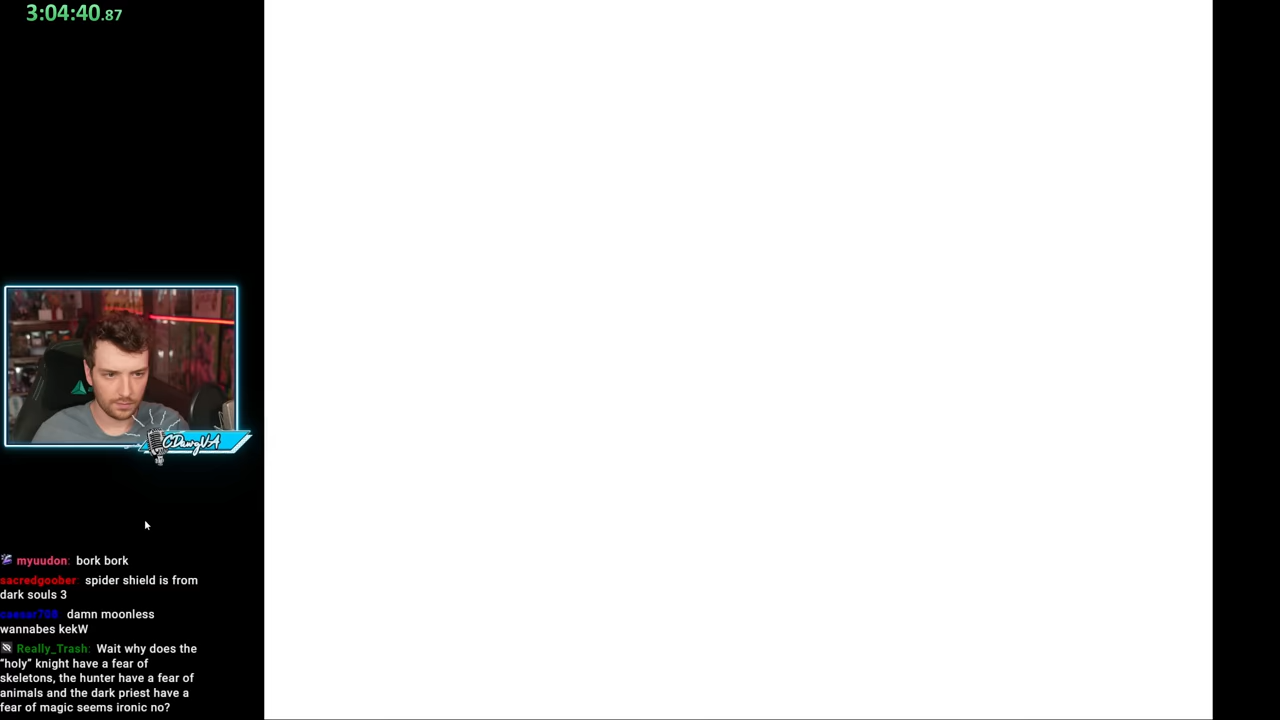 3:04:40.87
CDawgVA
myuudon: bork bork
sacredgoober: spider shield is from
dark souls 3
caesar708: damn moonless
wannabes kekW
Really_Trash: Wait why does the
“holy” knight have a fear of
skeletons, the hunter have a fear of
animals and the dark priest have a
fear of magic seems ironic no?